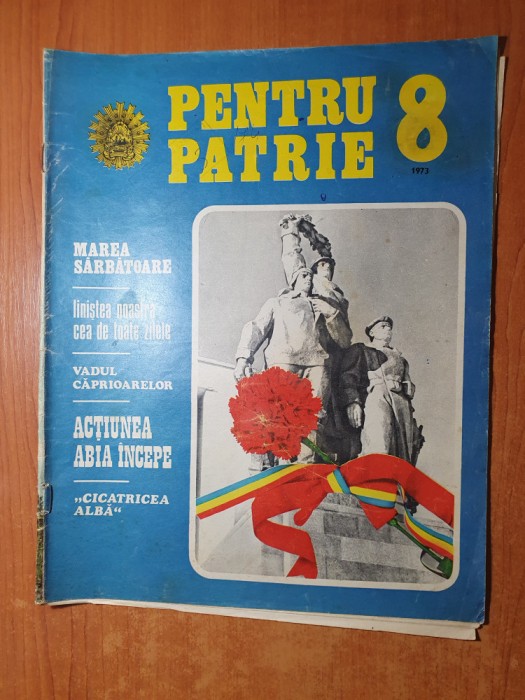 PENTRU
PATRIE
8
1973
MAREA
SĂRBĂTOARE
liniștea noastră
cea de toate zilele
VADUL
CĂPRIOARELOR
ACȚIUNEA
ABIA ÎNCEPE
„CICATRICEA
ALBĂ“